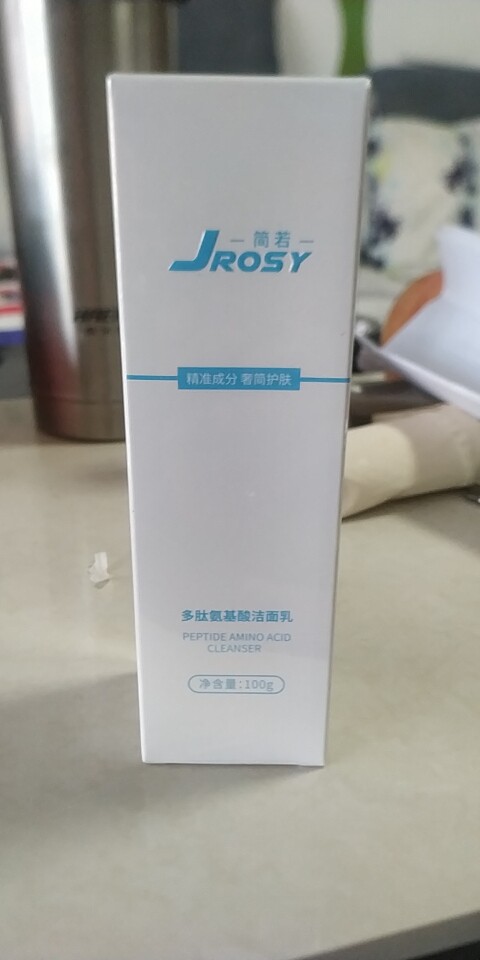 — 简若 —
JROSY
精准成分 奢简护肤
多肽氨基酸洁面乳
PEPTIDE AMINO ACID
CLEANSER
净含量:100g